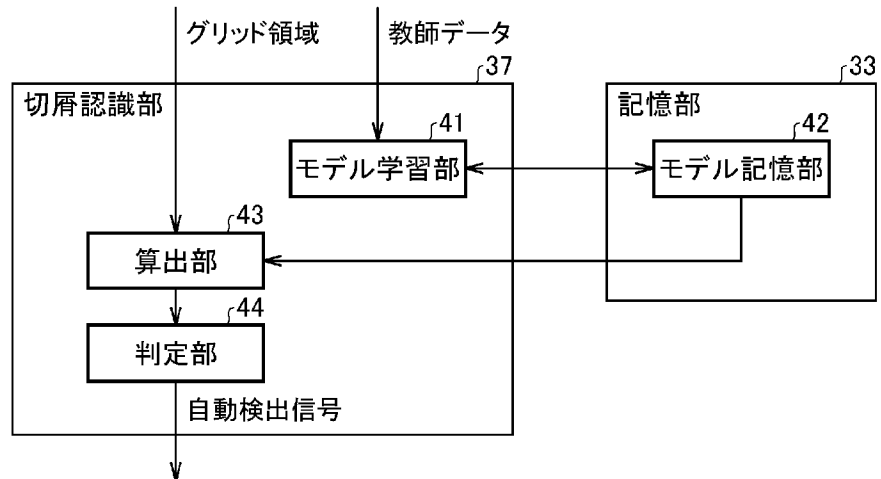 グリッド領域
教師データ
37
33
切屑認識部
記憶部
41
42
モデル学習部
モデル記憶部
43
算出部
44
判定部
自動検出信号